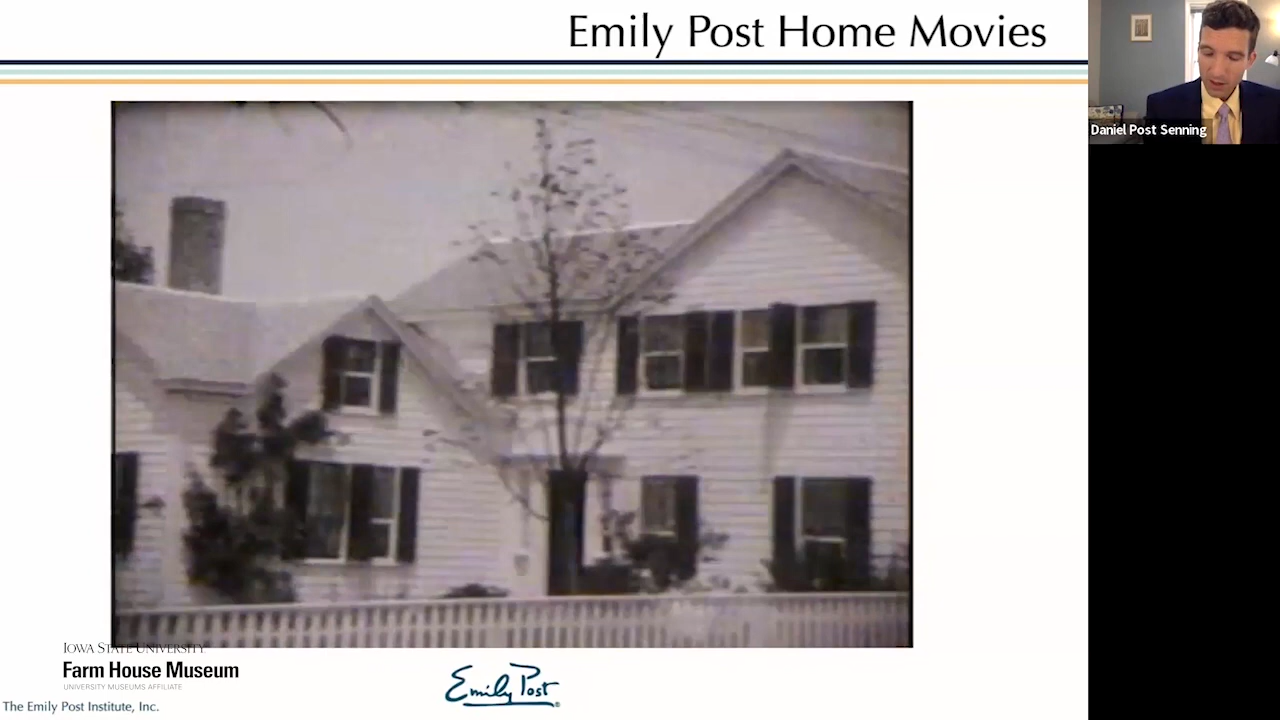 Emily Post Home Movies
Daniel Post Senning
IOWA STATE UNIVERSITY
Farm House Museum
UNIVERSITY MUSEUMS AFFILIATE
Emily Post
The Emily Post Institute, Inc.